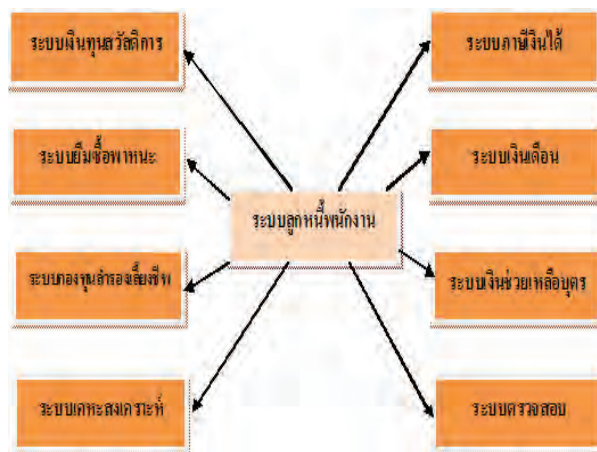 ระบบเงินทุนสวัสดิการ
ระบบภาษีเงินได้
ระบบยืมซื้อพาหนะ
ระบบเงินเดือน
ระบบลูกหนี้พนักงาน
ระบบกองทุนสำรองเลี้ยงชีพ
ระบบเงินช่วยเหลือบุตร
ระบบเคหะสงเคราะห์
ระบบตรวจสอบ